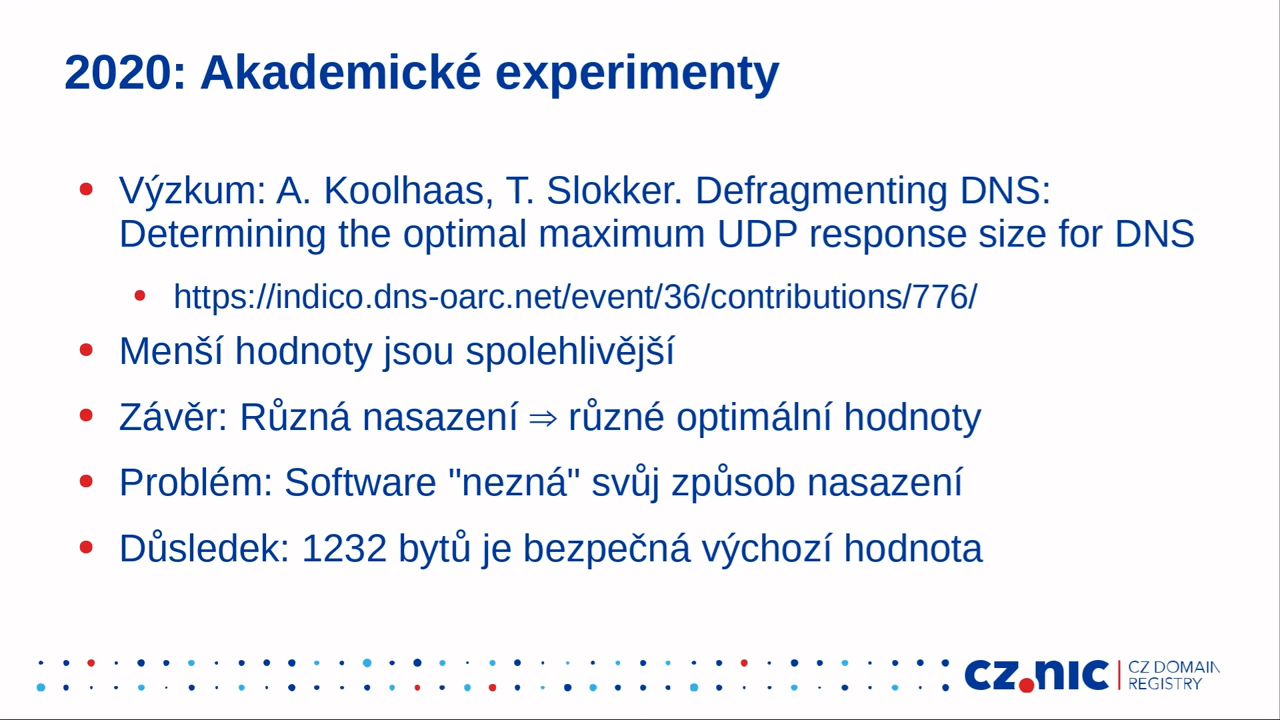 2020: Akademické experimenty
Výzkum: A. Koolhaas, T. Slokker. Defragmenting DNS:
Determining the optimal maximum UDP response size for DNS
https://indico.dns-oarc.net/event/36/contributions/776/
Menší hodnoty jsou spolehlivější
Závěr: Různá nasazení ⇒ různé optimální hodnoty
Problém: Software "nezná" svůj způsob nasazení
Důsledek: 1232 bytů je bezpečná výchozí hodnota
CZ.NIC
CZ DOMAIN
REGISTRY